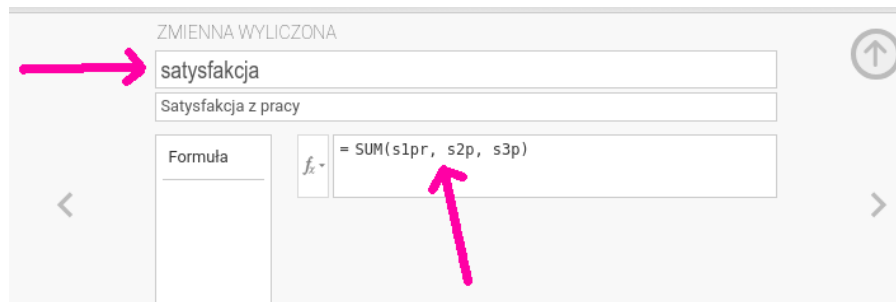 ZMIENNA WYLICZONA
satysfakcja
Satysfakcja z pracy
Formuła
fx
= SUM(s1pr, s2p, s3p)